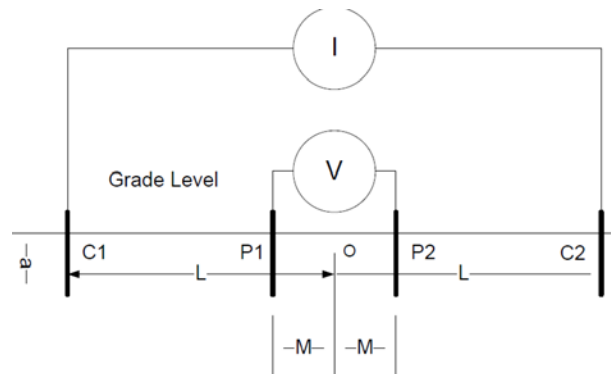 I
V
Grade Level
C1 P1 O P2 C2
–a–
L L
–M– –M–